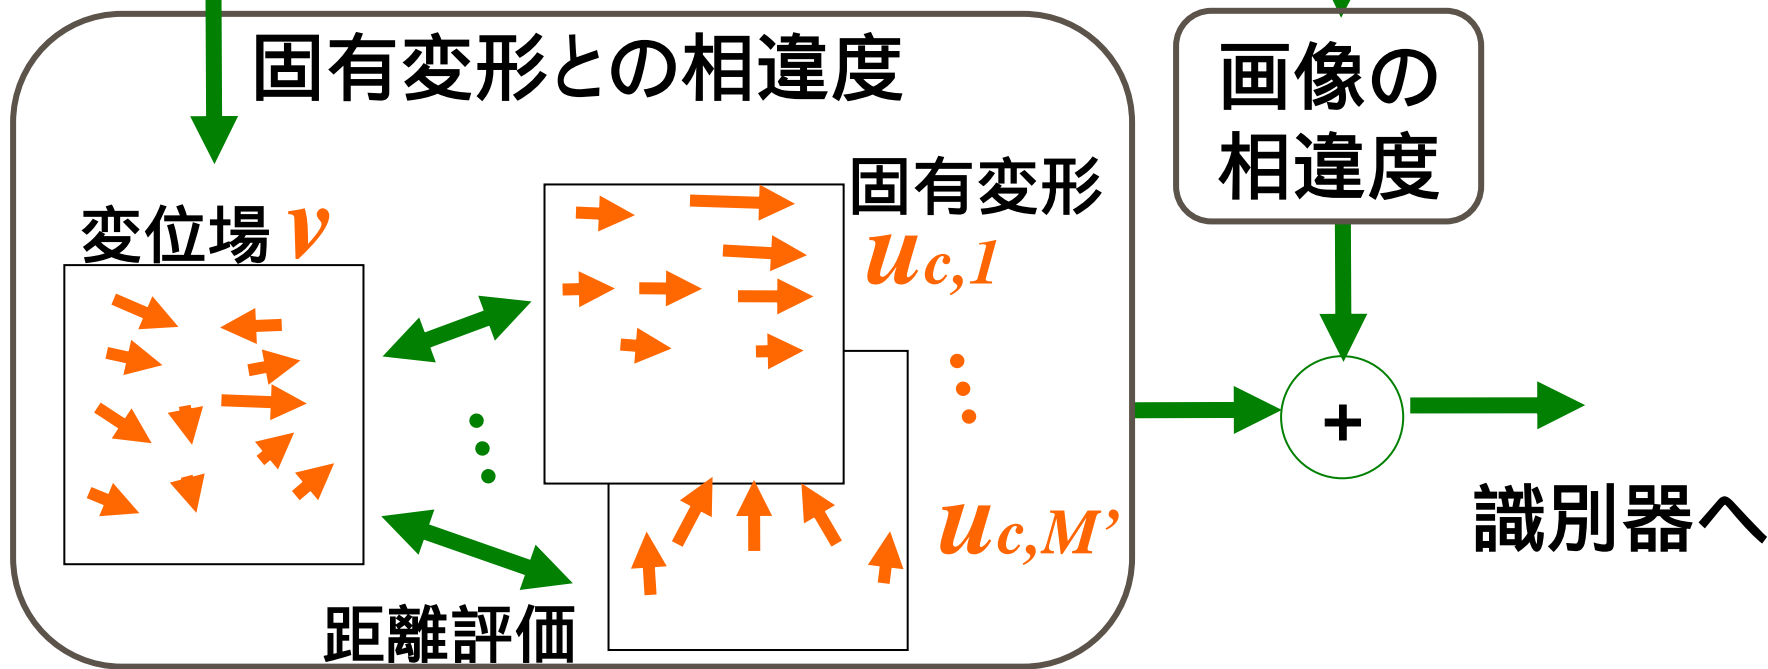 固有変形との相違度
画像の
相違度
変位場 v
固有変形
uc,1
uc,M’
+
識別器へ
距離評価